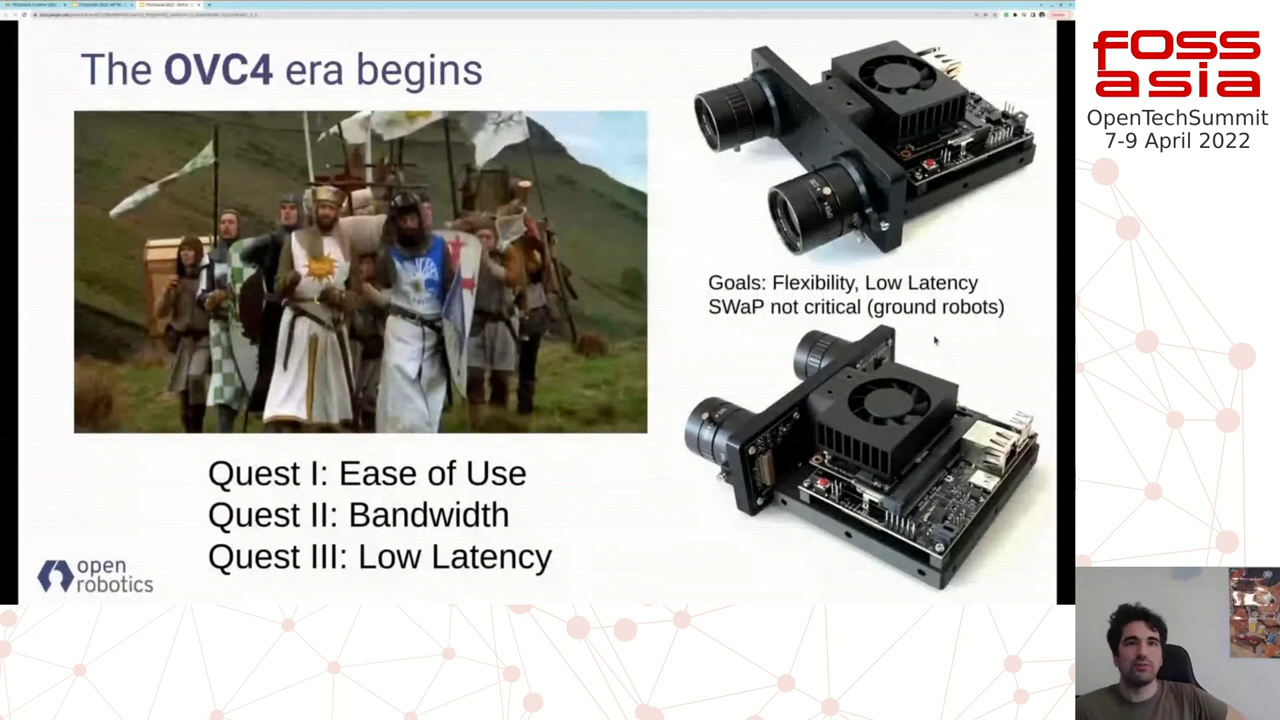 The OVC4 era begins
Goals: Flexibility, Low Latency
SWaP not critical (ground robots)
Quest I: Ease of Use
Quest II: Bandwidth
Quest III: Low Latency
open
robotics
FOSS
asia
OpenTechSummit
7-9 April 2022